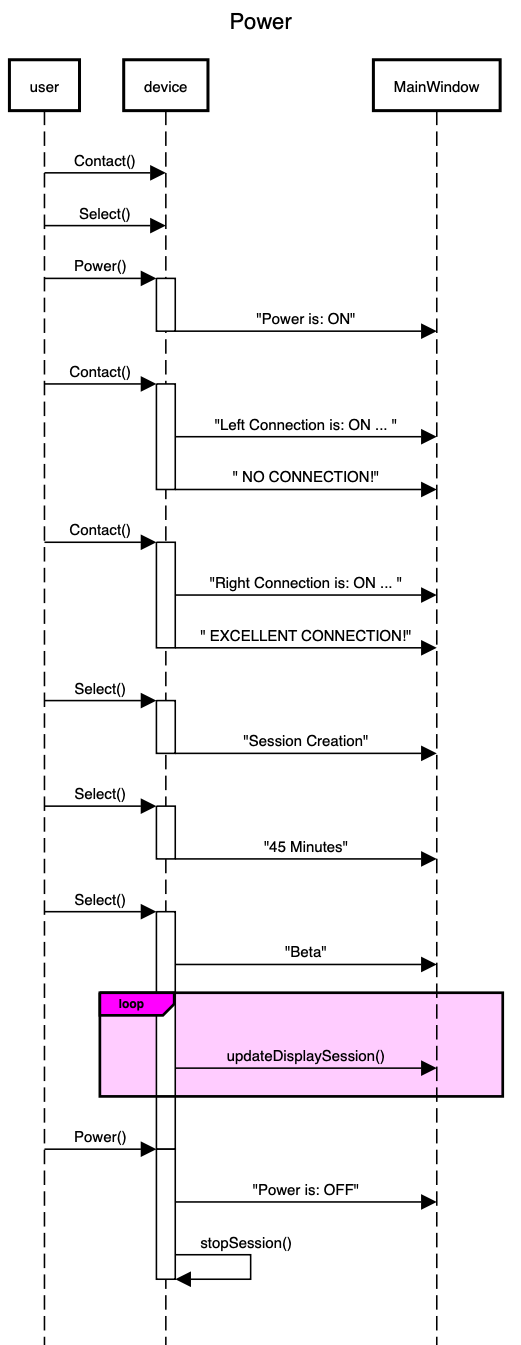 Power
user
device
MainWindow
Contact()
Select()
Power()
"Power is: ON"
Contact()
"Left Connection is: ON ... "
" NO CONNECTION!"
Contact()
"Right Connection is: ON ... "
" EXCELLENT CONNECTION!"
Select()
"Session Creation"
Select()
"45 Minutes"
Select()
"Beta"
loop
updateDisplaySession()
Power()
"Power is: OFF"
stopSession()